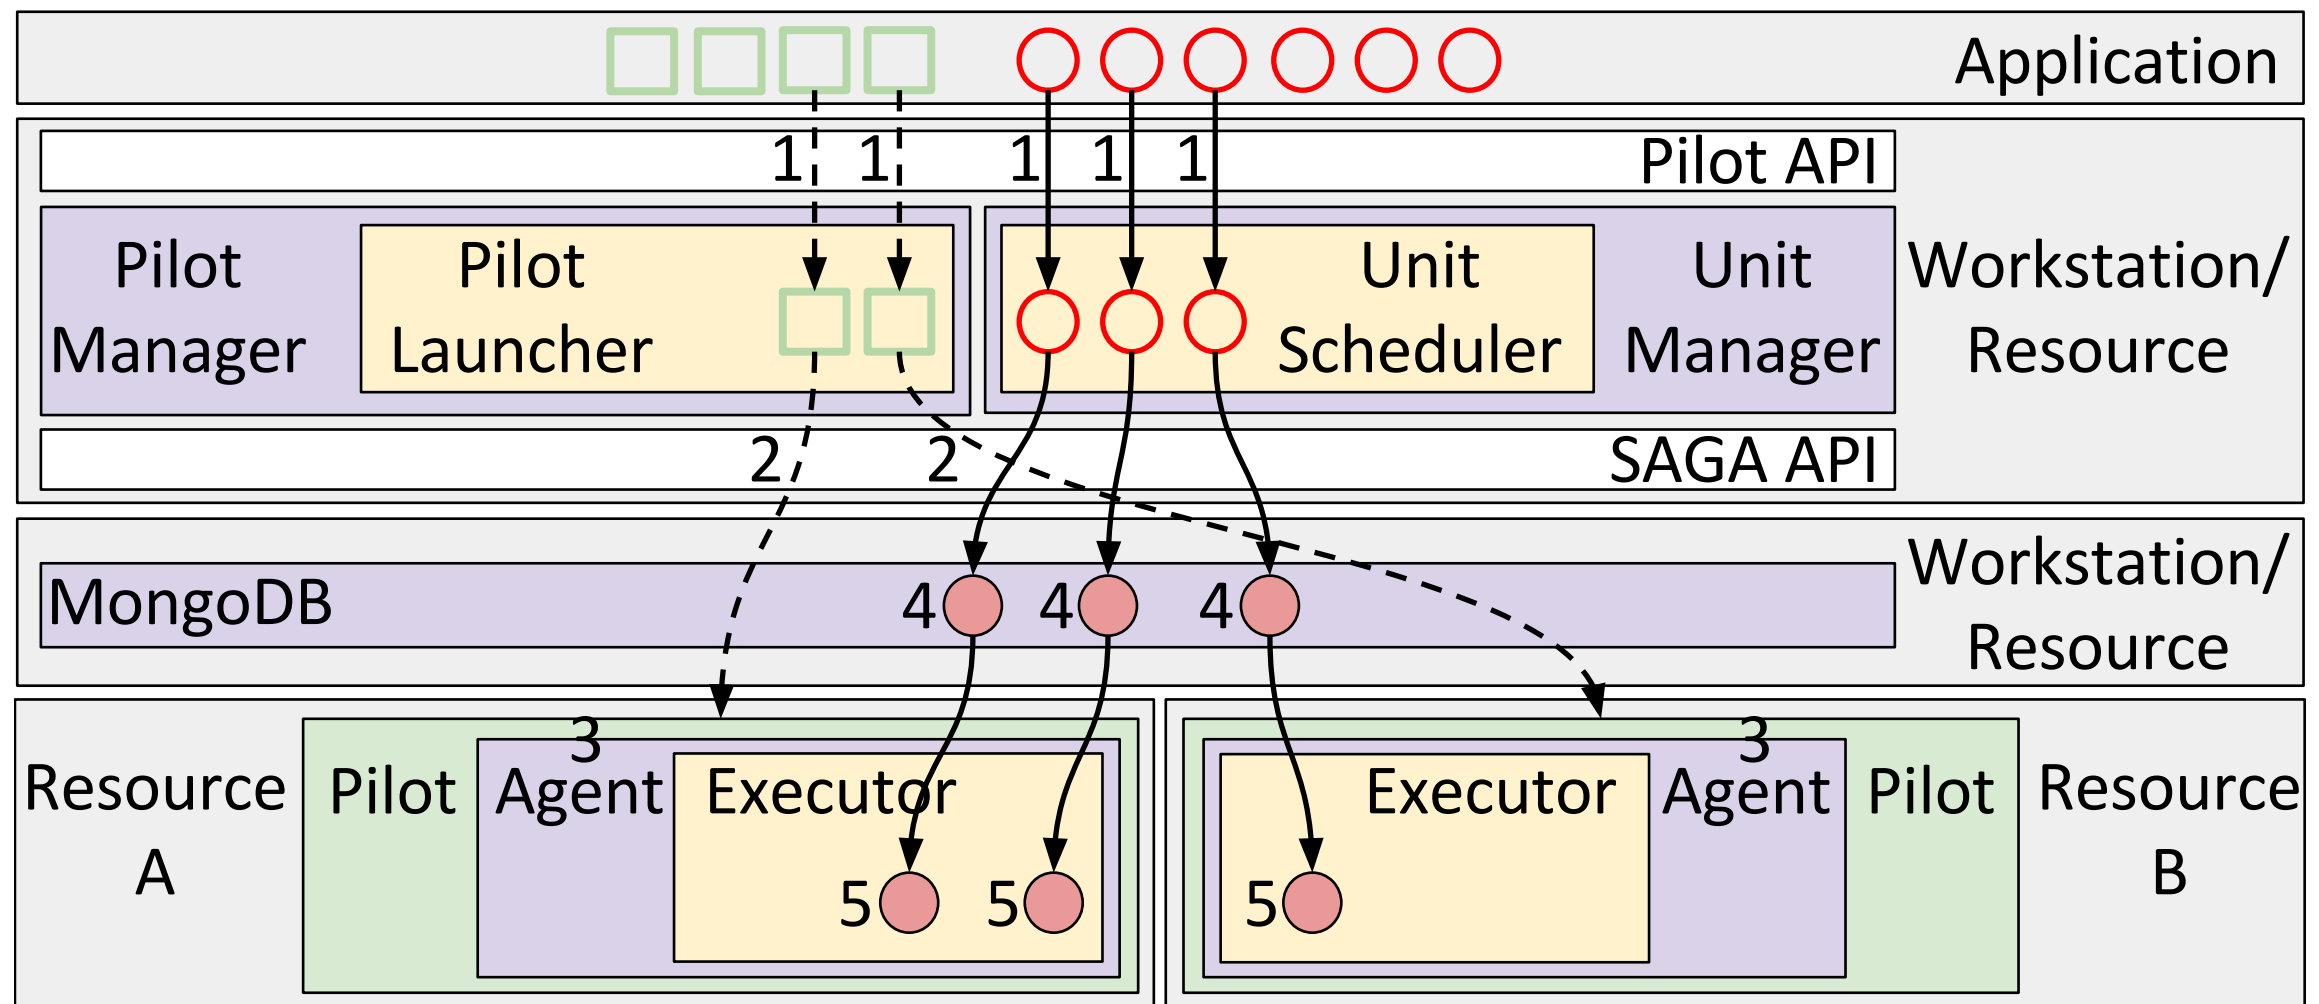 Application
1 1 1 1 1 Pilot API
Pilot Manager
Pilot Launcher
Unit Scheduler
Unit Manager
Workstation/
Resource
2 2 SAGA API
MongoDB 4 4 4
Workstation/
Resource
Resource A
Pilot
3
Agent
Executor
5 5
Executor
3
Agent
Pilot
Resource B
5